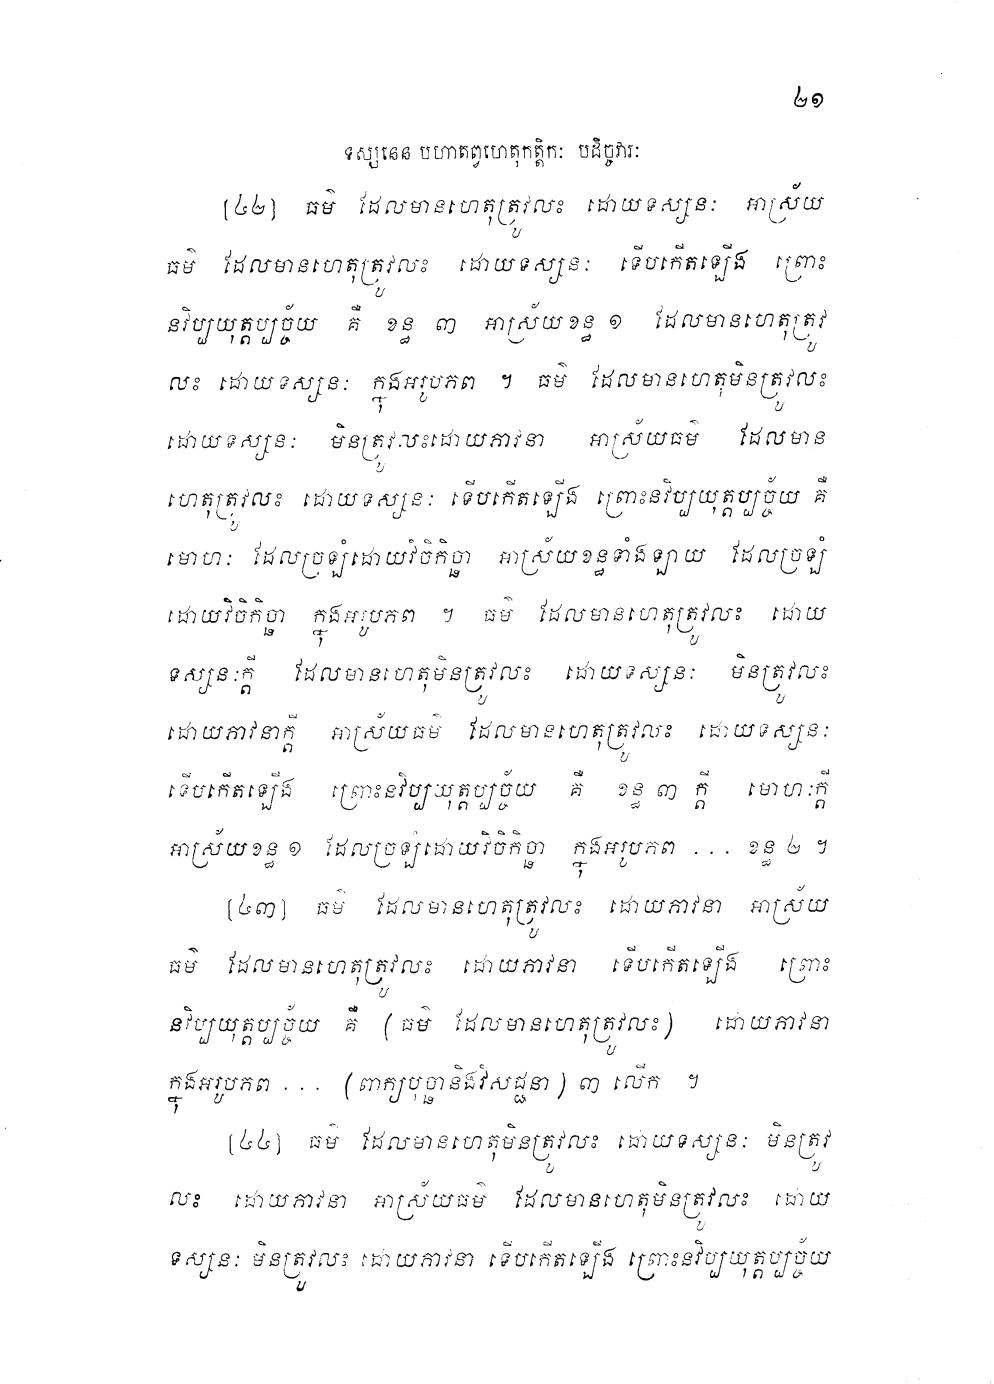 ៤១
ទស្សនេន បហាតព្វហេតុកត្តិកៈ បដិច្ចវារៈ
[៤២] ធម៌ ដែលមានហេតុត្រូវលះ ដោយទស្សនៈ អាស្រ័យ
ធម៌ ដែលមានហេតុត្រូវលះ ដោយទស្សនៈ ទើបកើតឡើង ព្រោះ
នវិប្បយុត្តប្បច្ច័យ គឺ ខន្ធ ៣ អាស្រ័យខន្ធ ១ ដែលមានហេតុត្រូវ
លះ ដោយទស្សនៈ ក្នុងអរូបភព ។ ធម៌ ដែលមានហេតុមិនត្រូវលះ
ដោយទស្សនៈ មិនត្រូវលះដោយភាវនា អាស្រ័យធម៌ ដែលមាន
ហេតុត្រូវលះ ដោយទស្សនៈ ទើបកើតឡើង ព្រោះនវិប្បយុត្តប្បច្ច័យ គឺ
មោហៈ ដែលច្រឡំដោយវិចិកិច្ឆា អាស្រ័យខន្ធទាំងឡាយ ដែលច្រឡំ
ដោយវិចិកិច្ឆា ក្នុងអរូបភព ។ ធម៌ ដែលមានហេតុត្រូវលះ ដោយ
ទស្សនៈក្តី ដែលមានហេតុមិនត្រូវលះ ដោយទស្សនៈ មិនត្រូវលះ
ដោយភាវនាក្តី អាស្រ័យធម៌ ដែលមានហេតុត្រូវលះ ដោយទស្សនៈ
ទើបកើតឡើង ព្រោះនវិប្បយុត្តប្បច្ច័យ គឺ ខន្ធ ៣ ក្តី មោហៈក្តី
អាស្រ័យខន្ធ ១ ដែលច្រឡំដោយវិចិកិច្ឆា ក្នុងអរូបភព ... ខន្ធ ២ ។
[៤៣] ធម៌ ដែលមានហេតុត្រូវលះ ដោយភាវនា អាស្រ័យ
ធម៌ ដែលមានហេតុត្រូវលះ ដោយភាវនា ទើបកើតឡើង ព្រោះ
នវិប្បយុត្តប្បច្ច័យ គឺ (ធម៌ ដែលមានហេតុត្រូវលះ) ដោយភាវនា
ក្នុងអរូបភព ... (ពាក្យបុច្ឆានិងវិសជ្ជនា) ៣ លើក ។
[៤៤] ធម៌ ដែលមានហេតុមិនត្រូវលះ ដោយទស្សនៈ មិនត្រូវ
លះ ដោយភាវនា អាស្រ័យធម៌ ដែលមានហេតុមិនត្រូវលះ ដោយ
ទស្សនៈ មិនត្រូវលះ ដោយភាវនា ទើបកើតឡើង ព្រោះនវិប្បយុត្តប្បច្ច័យ